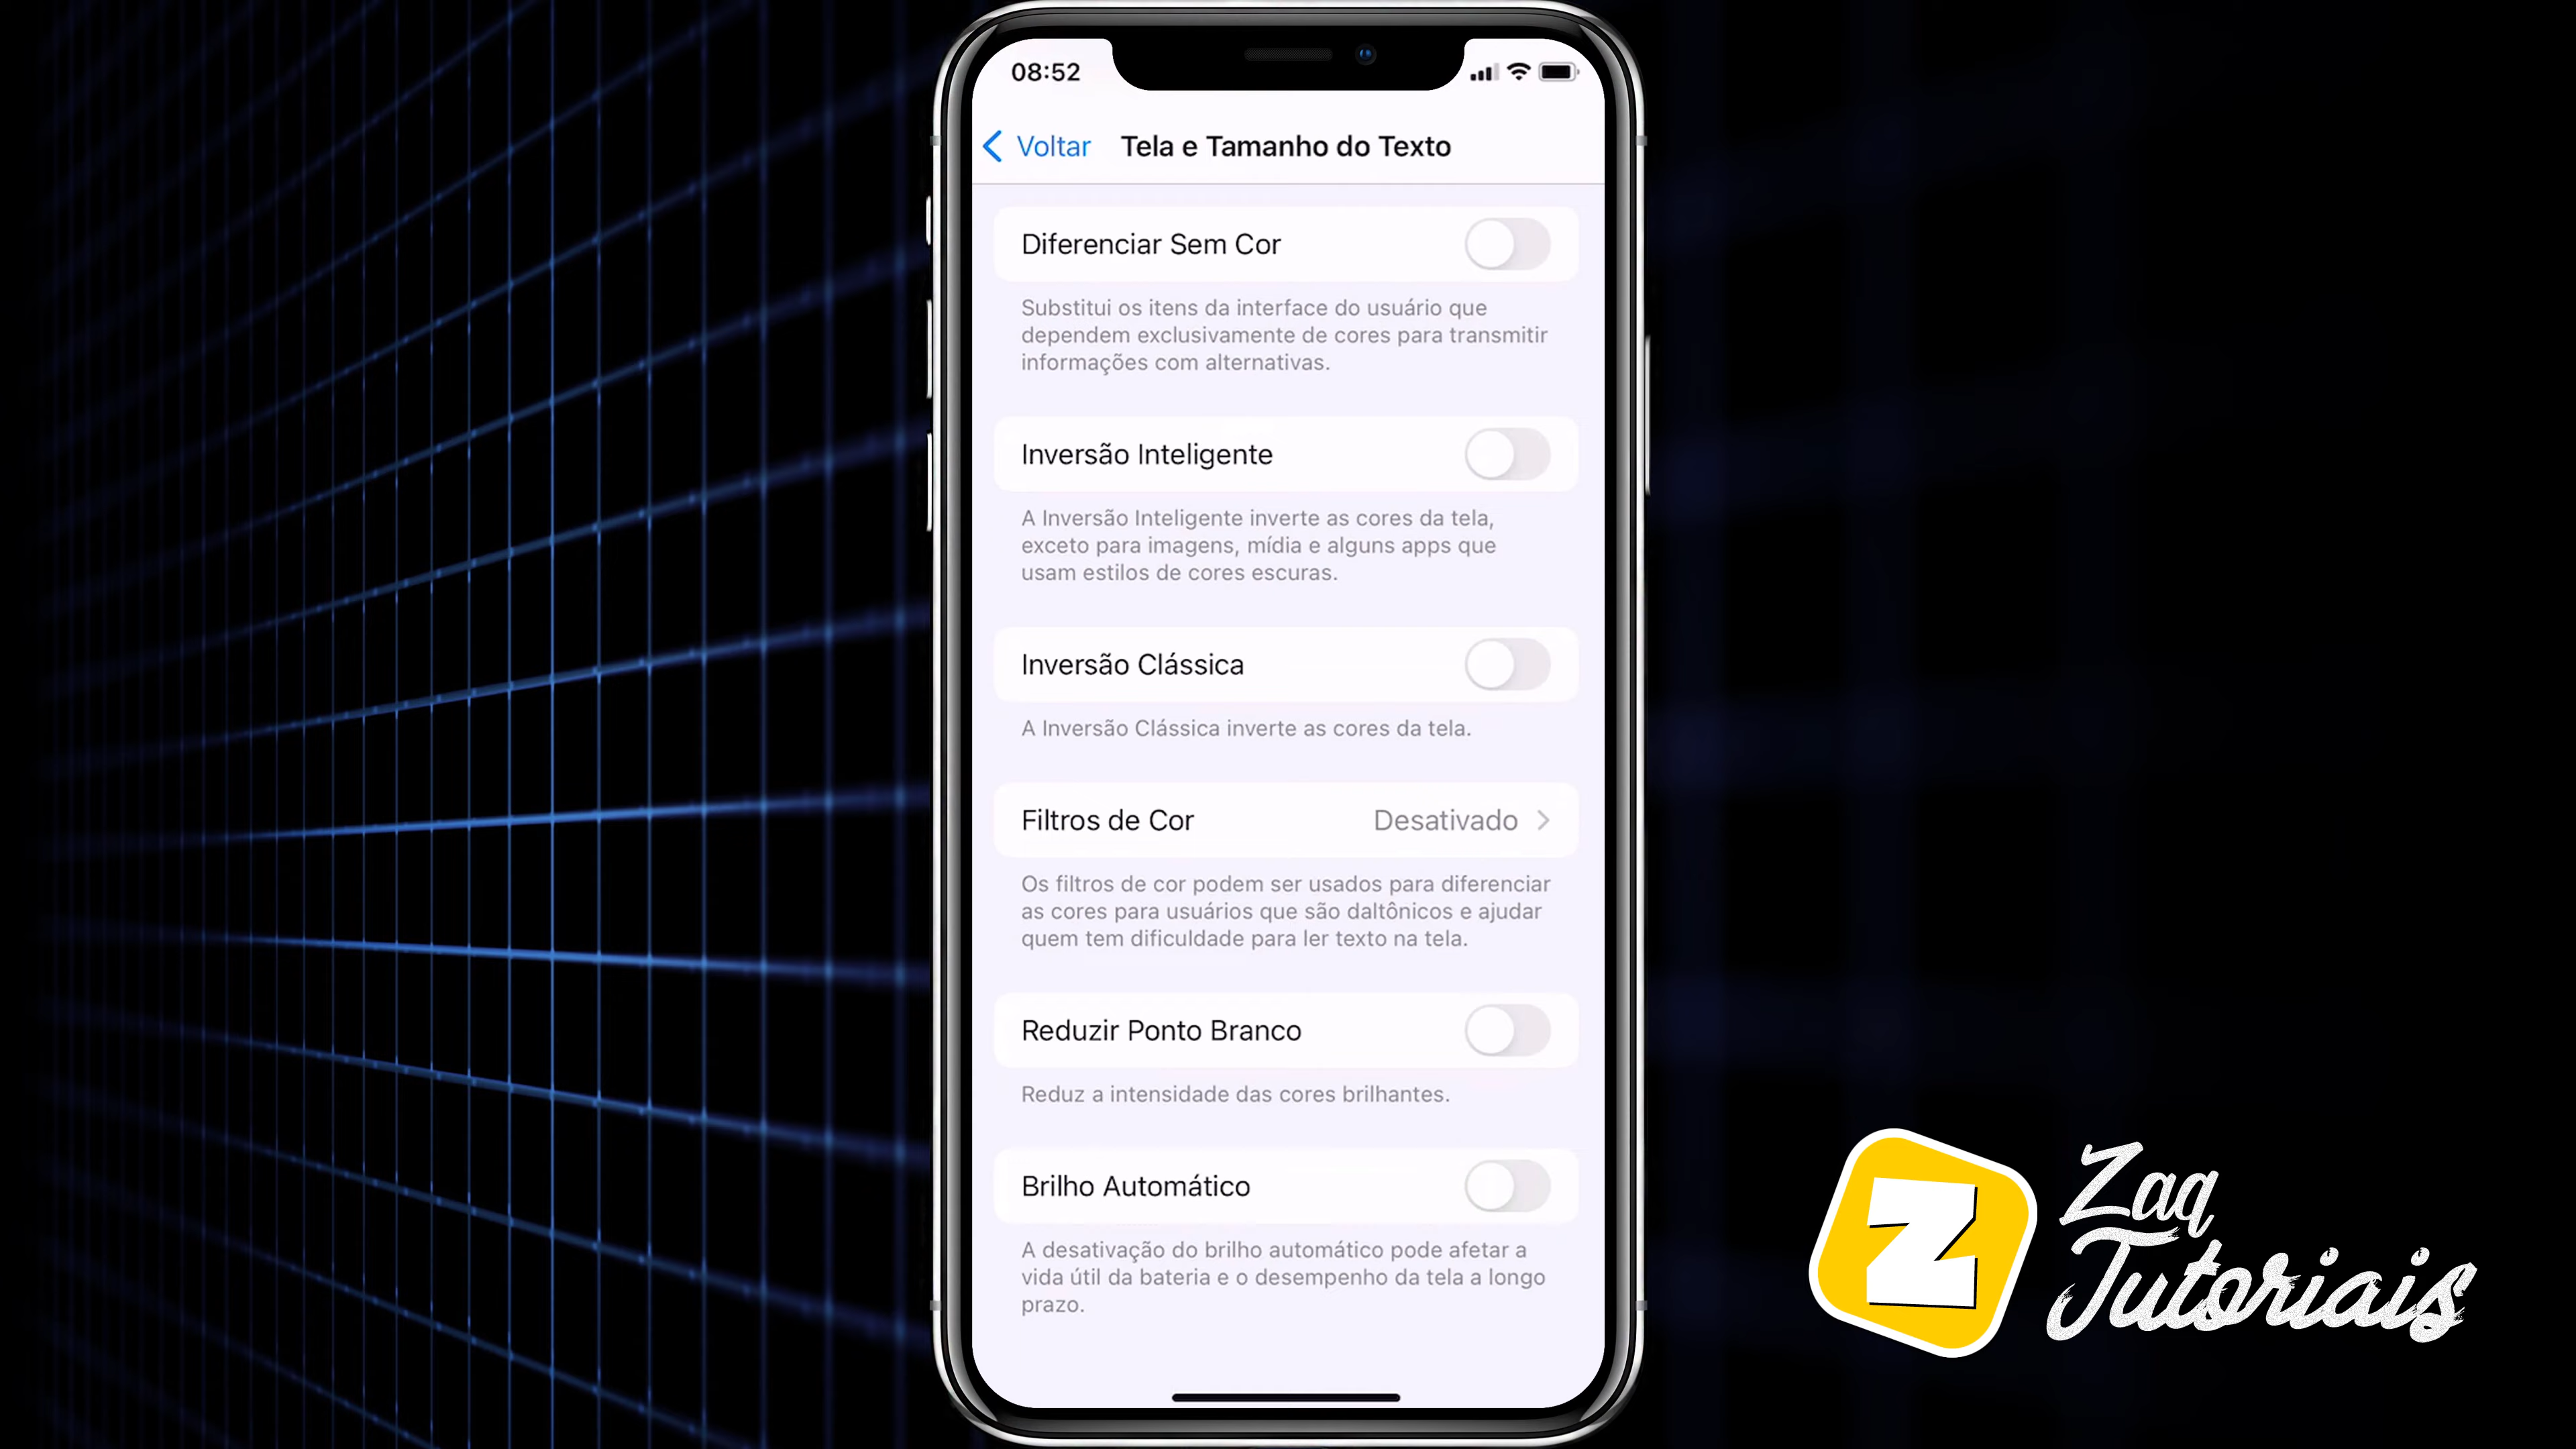 08:52
Voltar
Tela e Tamanho do Texto
Diferenciar Sem Cor
Substitui os itens da interface do usuário que
dependem exclusivamente de cores para transmitir
informações com alternativas.
Inversão Inteligente
A Inversão Inteligente inverte as cores da tela,
exceto para imagens, mídia e alguns apps que
usam estilos de cores escuras.
Inversão Clássica
A Inversão Clássica inverte as cores da tela.
Filtros de Cor
Desativado
Os filtros de cor podem ser usados para diferenciar
as cores para usuários que são daltônicos e ajudar
quem tem dificuldade para ler texto na tela.
Reduzir Ponto Branco
Reduz a intensidade das cores brilhantes.
Brilho Automático
A desativação do brilho automático pode afetar a
vida útil da bateria e o desempenho da tela a longo
prazo.
Z
Zaq
Tutoriais